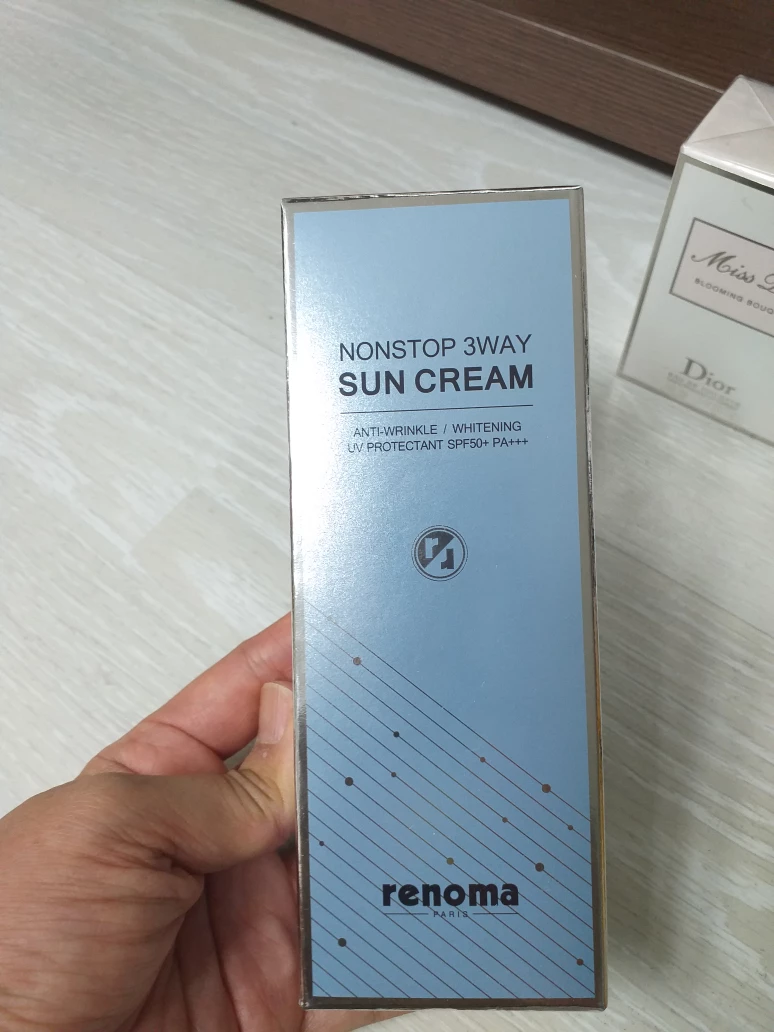 NONSTOP 3WAY
SUN CREAM
ANTI-WRINKLE / WHITENING
UV PROTECTANT SPF50+ PA+++
renoma
PARIS
Miss
BLOOMING
Dior